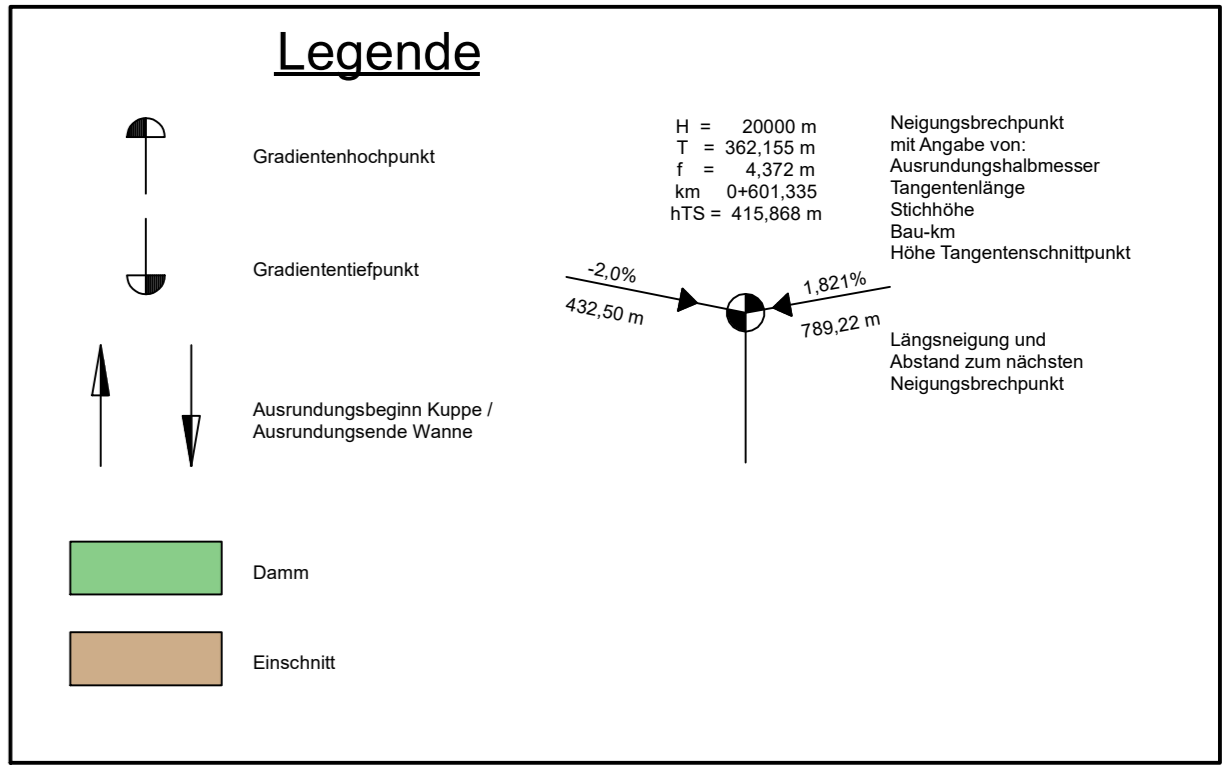 Legende
Gradientenhochpunkt
Gradiententiefpunkt
Ausrundungsbeginn Kuppe /
Ausrundungsende Wanne
Damm
Einschnitt
H = 20000 m
T = 362,155 m
f = 4,372 m
km 0+601,335
hTS = 415,868 m
Neigungsbrechpunkt
mit Angabe von:
Ausrundungshalbmesser
Tangentenlänge
Stichhöhe
Bau-km
Höhe Tangentenschnittpunkt
-2,0%
432,50 m
1,821%
789,22 m
Längsneigung und
Abstand zum nächsten
Neigungsbrechpunkt